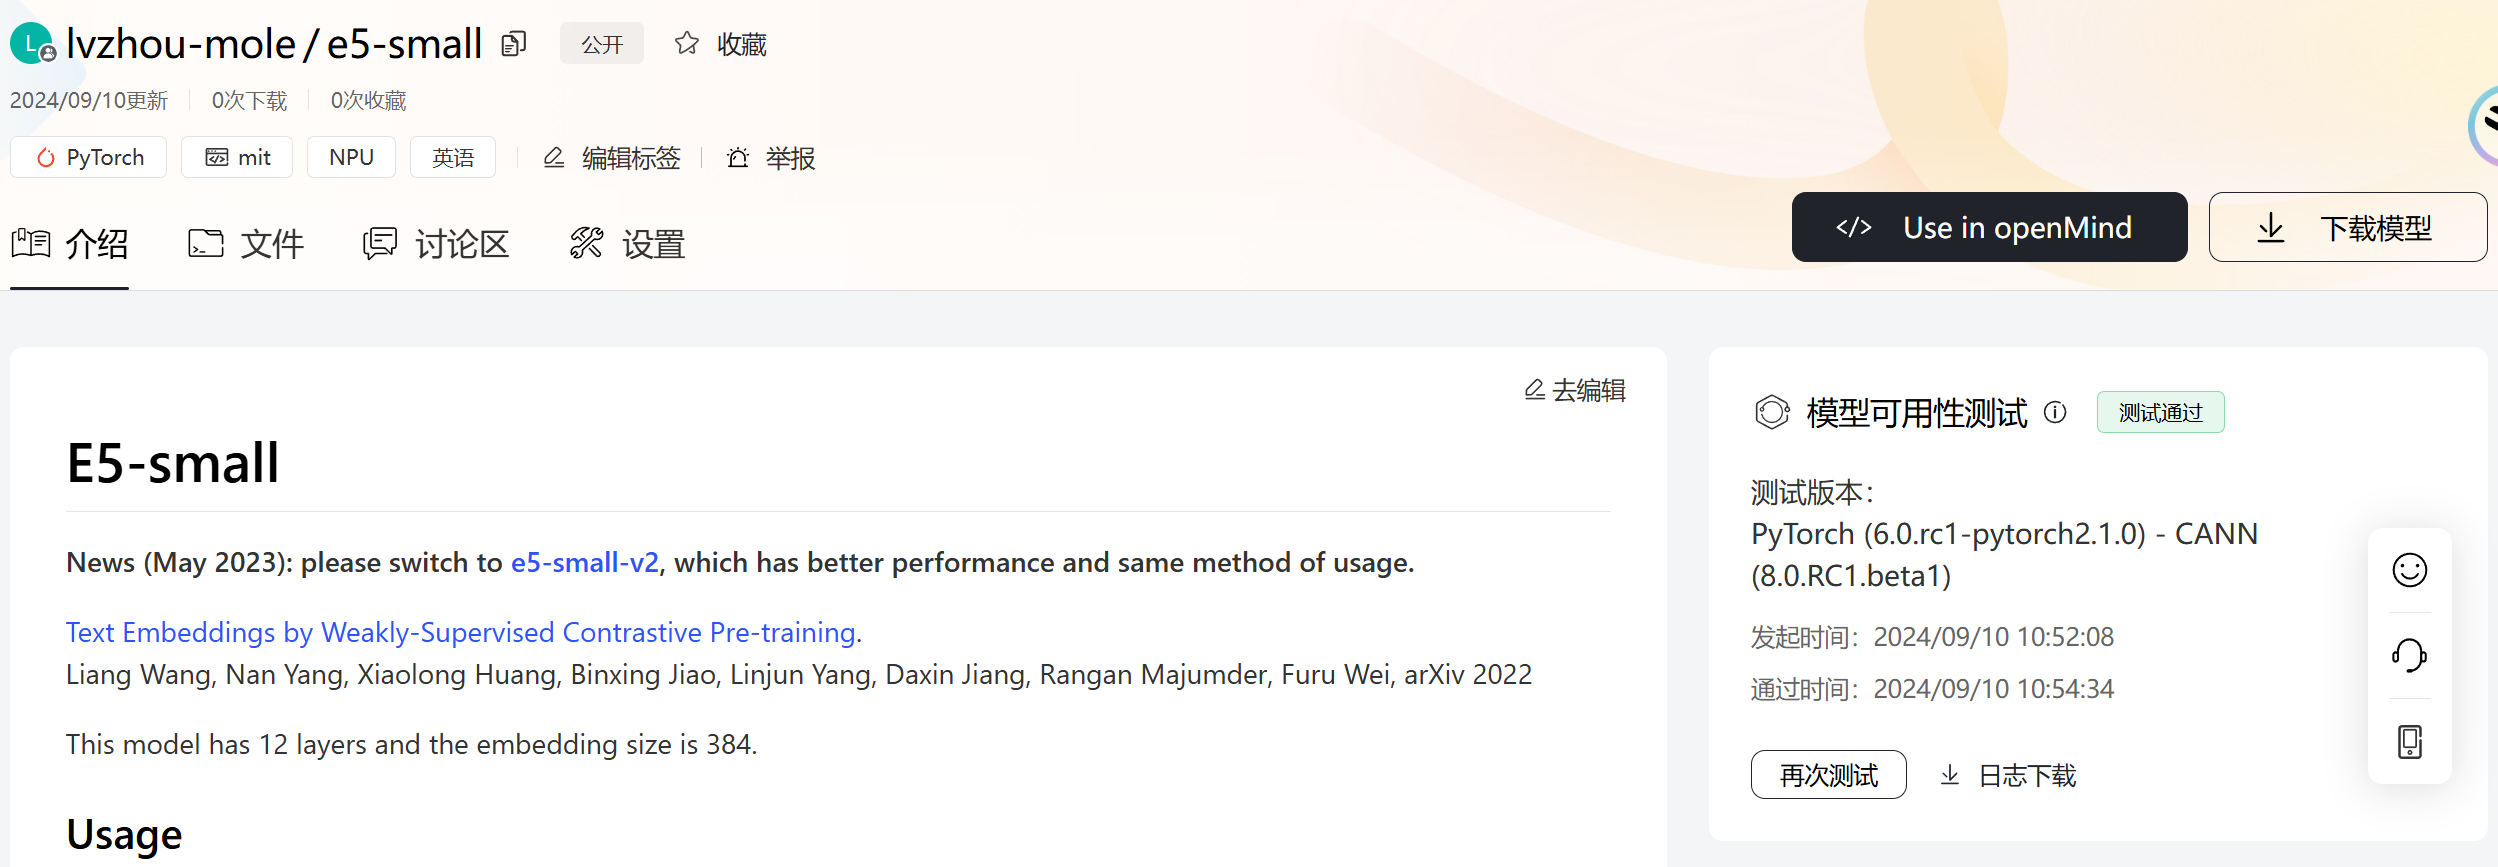 L lvzhou-mole / e5-small 公开 收藏
2024/09/10更新 0次下载 0次收藏
PyTorch mit NPU 英语 编辑标签 举报
介绍 文件 讨论区 设置
Use in openMind 下载模型
去编辑
E5-small
News (May 2023): please switch to e5-small-v2, which has better performance and same method of usage.
Text Embeddings by Weakly-Supervised Contrastive Pre-training.
Liang Wang, Nan Yang, Xiaolong Huang, Binxing Jiao, Linjun Yang, Daxin Jiang, Rangan Majumder, Furu Wei, arXiv 2022
This model has 12 layers and the embedding size is 384.
Usage
模型可用性测试 测试通过
测试版本：
PyTorch (6.0.rc1-pytorch2.1.0) - CANN
(8.0.RC1.beta1)
发起时间：2024/09/10 10:52:08
通过时间：2024/09/10 10:54:34
再次测试 日志下载